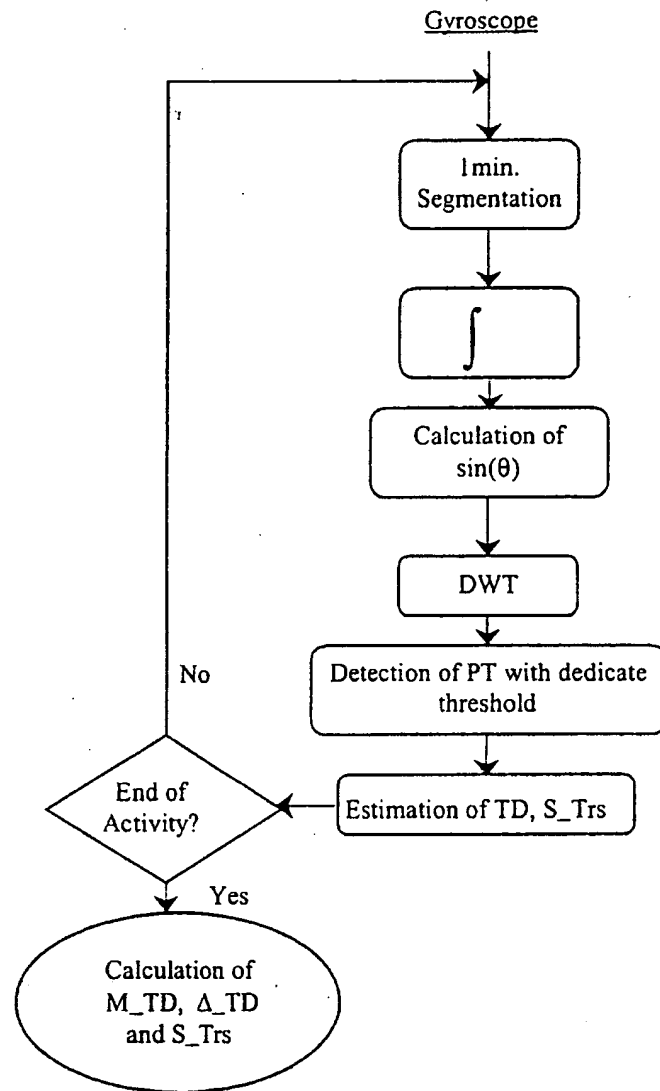 Gyroscope
1min.
Segmentation
∫
Calculation of
sin(θ)
DWT
Detection of PT with dedicate
threshold
Estimation of TD, S_Trs
End of
Activity?
No
Yes
Calculation of
M_TD, Δ_TD
and S_Trs